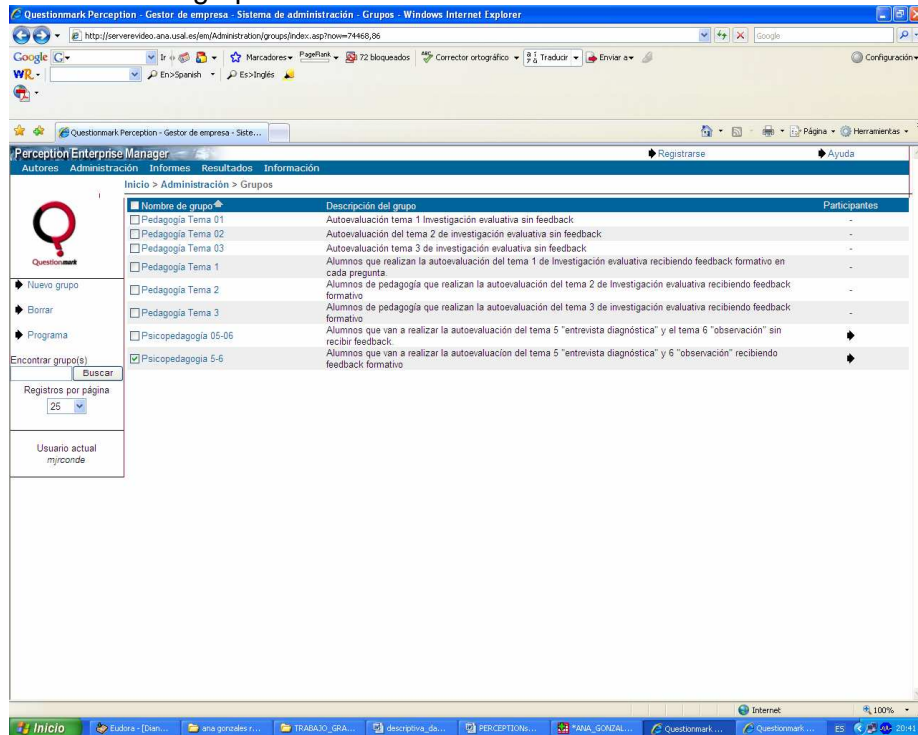 Questionmark Perception - Gestor de empresa - Sistema de administración - Grupos - Windows Internet Explorer
http://serverevideo.ana.usal.es/em/Administration/groups/index.asp?now=74468,86
Google
Google G Ir Marcadores PageRank 72 bloqueados Corrector ortográfico Traducir Enviar a Configuración
WR En>Spanish Es>Inglés
Questionmark Perception - Gestor de empresa - Siste... Página Herramientas
Perception Enterprise Manager Registrarse Ayuda
Autores Administración Informes Resultados Información
Inicio > Administración > Grupos
Questionmark
Nuevo grupo
Borrar
Programa
Encontrar grupo(s)
Buscar
Registros por página
25
Usuario actual
mjrconde
Nombre de grupo Descripción del grupo Participantes
Pedagogía Tema 01 Autoevaluación tema 1 Investigación evaluativa sin feedback -
Pedagogía Tema 02 Autoevaluación del tema 2 de investigación evaluativa sin feedback -
Pedagogía Tema 03 Autoevaluación tema 3 de investigación evaluativa sin feedback -
Pedagogía Tema 1 Alumnos que realizan la autoevaluación del tema 1 de Investigación evaluativa recibiendo feedback formativo en
cada pregunta. -
Pedagogía Tema 2 Alumnos de pedagogía que realizan la autoevaluación del tema 2 de Investigación evaluativa recibiendo feedback
formativo -
Pedagogía Tema 3 Alumnos de pedagogía que realizan la autoevaluación del tema 3 de investigación evaluativa recibiendo feedback
formativo -
Psicopedagogía 05-06 Alumnos que van a realizar la autoevaluación del tema 5 "entrevista diagnóstica" y el tema 6 "observación" sin
recibir feedback.
Psicopedagogia 5-6 Alumnos que van a realizar la autoevaluacíon del tema 5 "entrevista diagnóstica" y 6 "observación" recibiendo
feedback formativo
Internet 100%
Inicio Eudora - [Dian... ana gonzales r... TRABAJO_GRA... descriptiva_da... PERCEPTIONs... *ANA_GONZAL... Questionmark ... Questionmark ... ES 20:41